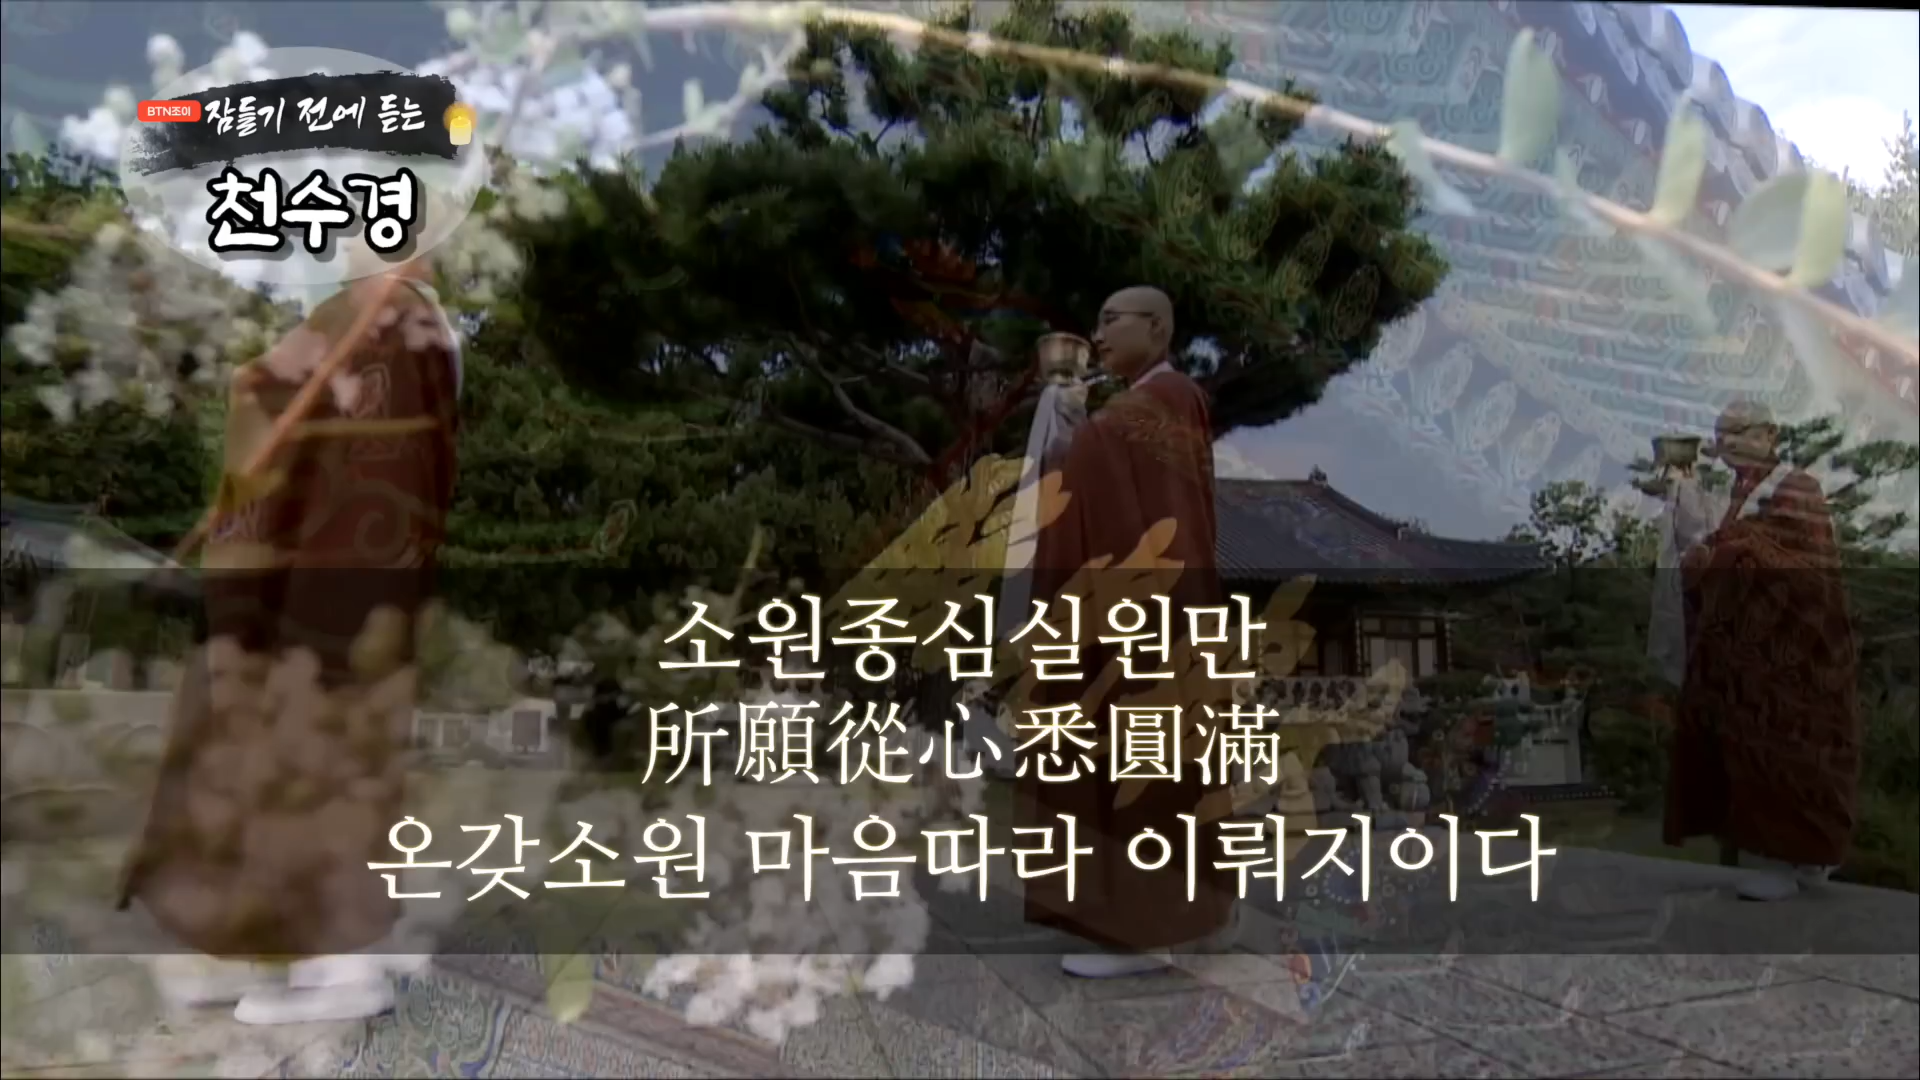 BTN조이 잠들기 전에 듣는
천수경
소원종심실원만
所願從心悉圓滿
온갖소원 마음따라 이뤄지이다